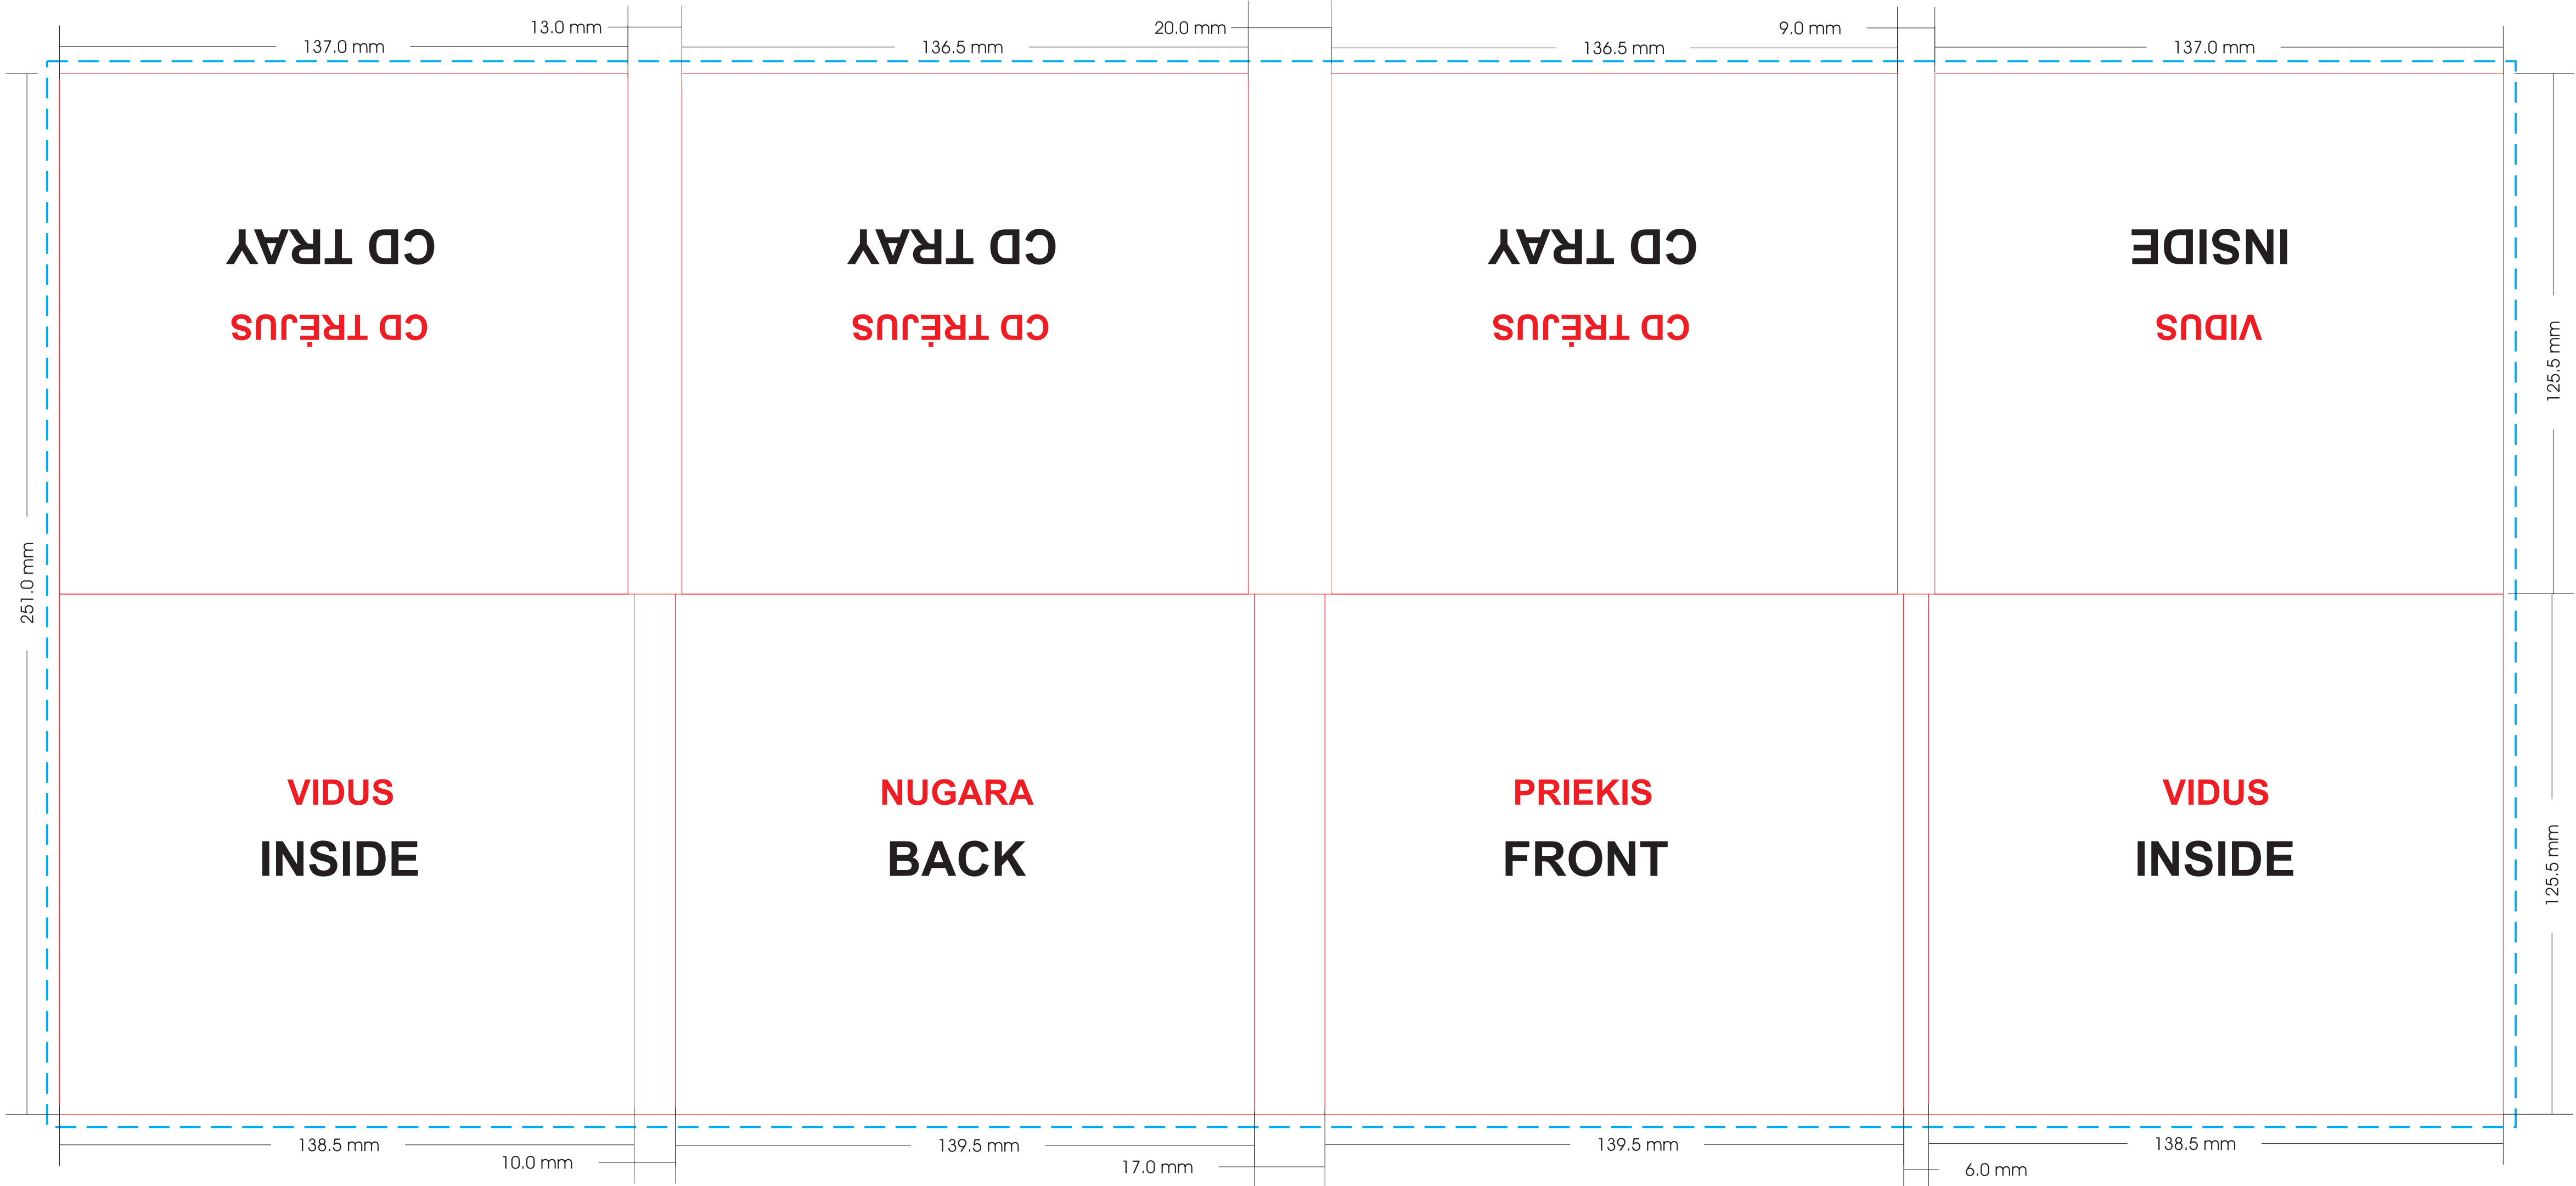 13.0 mm
20.0 mm
9.0 mm
137.0 mm
136.5 mm
136.5 mm
137.0 mm
CD TRAY
CD TRAY
CD TRAY
INSIDE
CD TRĖJUS
CD TRĖJUS
CD TRĖJUS
VIDUS
125.5 mm
251.0 mm
VIDUS
NUGARA
PRIEKIS
VIDUS
INSIDE
BACK
FRONT
INSIDE
125.5 mm
138.5 mm
139.5 mm
139.5 mm
138.5 mm
10.0 mm
17.0 mm
6.0 mm